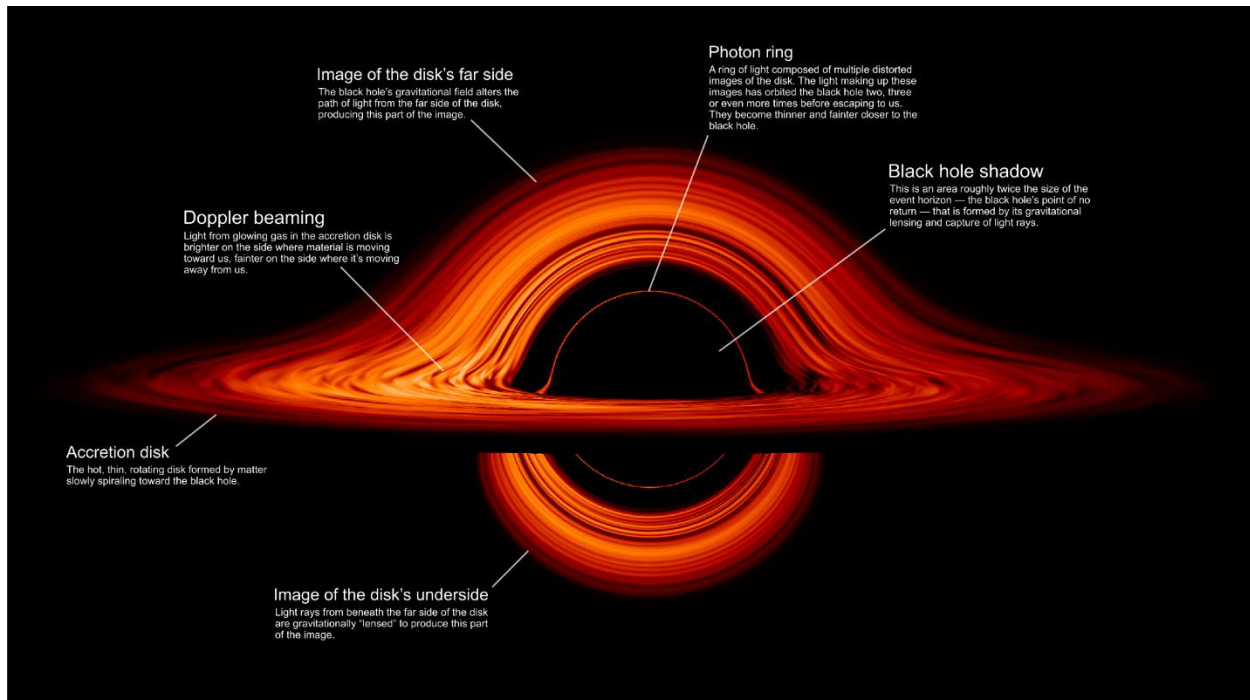 Photon ring
A ring of light composed of multiple distorted
images of the disk. The light making up these
images has orbited the black hole two, three
or even more times before escaping to us.
They become thinner and fainter closer to the
black hole.
Image of the disk's far side
The black hole's gravitational field alters the
path of light from the far side of the disk,
producing this part of the image.
Black hole shadow
This is an area roughly twice the size of the
event horizon — the black hole's point of no
return — that is formed by its gravitational
lensing and capture of light rays.
Doppler beaming
Light from glowing gas in the accretion disk is
brighter on the side where material is moving
toward us, fainter on the side where it's moving
away from us.
Accretion disk
The hot, thin, rotating disk formed by matter
slowly spiraling toward the black hole.
Image of the disk's underside
Light rays from beneath the far side of the disk
are gravitationally "lensed" to produce this part
of the image.